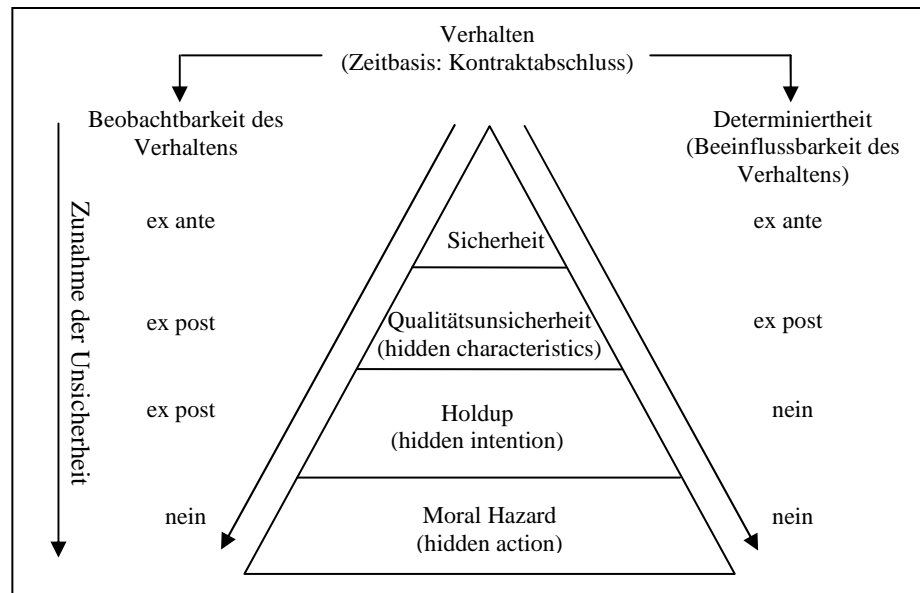 Verhalten
(Zeitbasis: Kontraktabschluss)
Beobachtbarkeit des
Verhaltens
Determiniertheit
(Beeinflussbarkeit des
Verhaltens)
Zunahme der Unsicherheit
ex ante
Sicherheit
ex ante
ex post
Qualitätsunsicherheit
(hidden characteristics)
ex post
ex post
Holdup
(hidden intention)
nein
nein
Moral Hazard
(hidden action)
nein